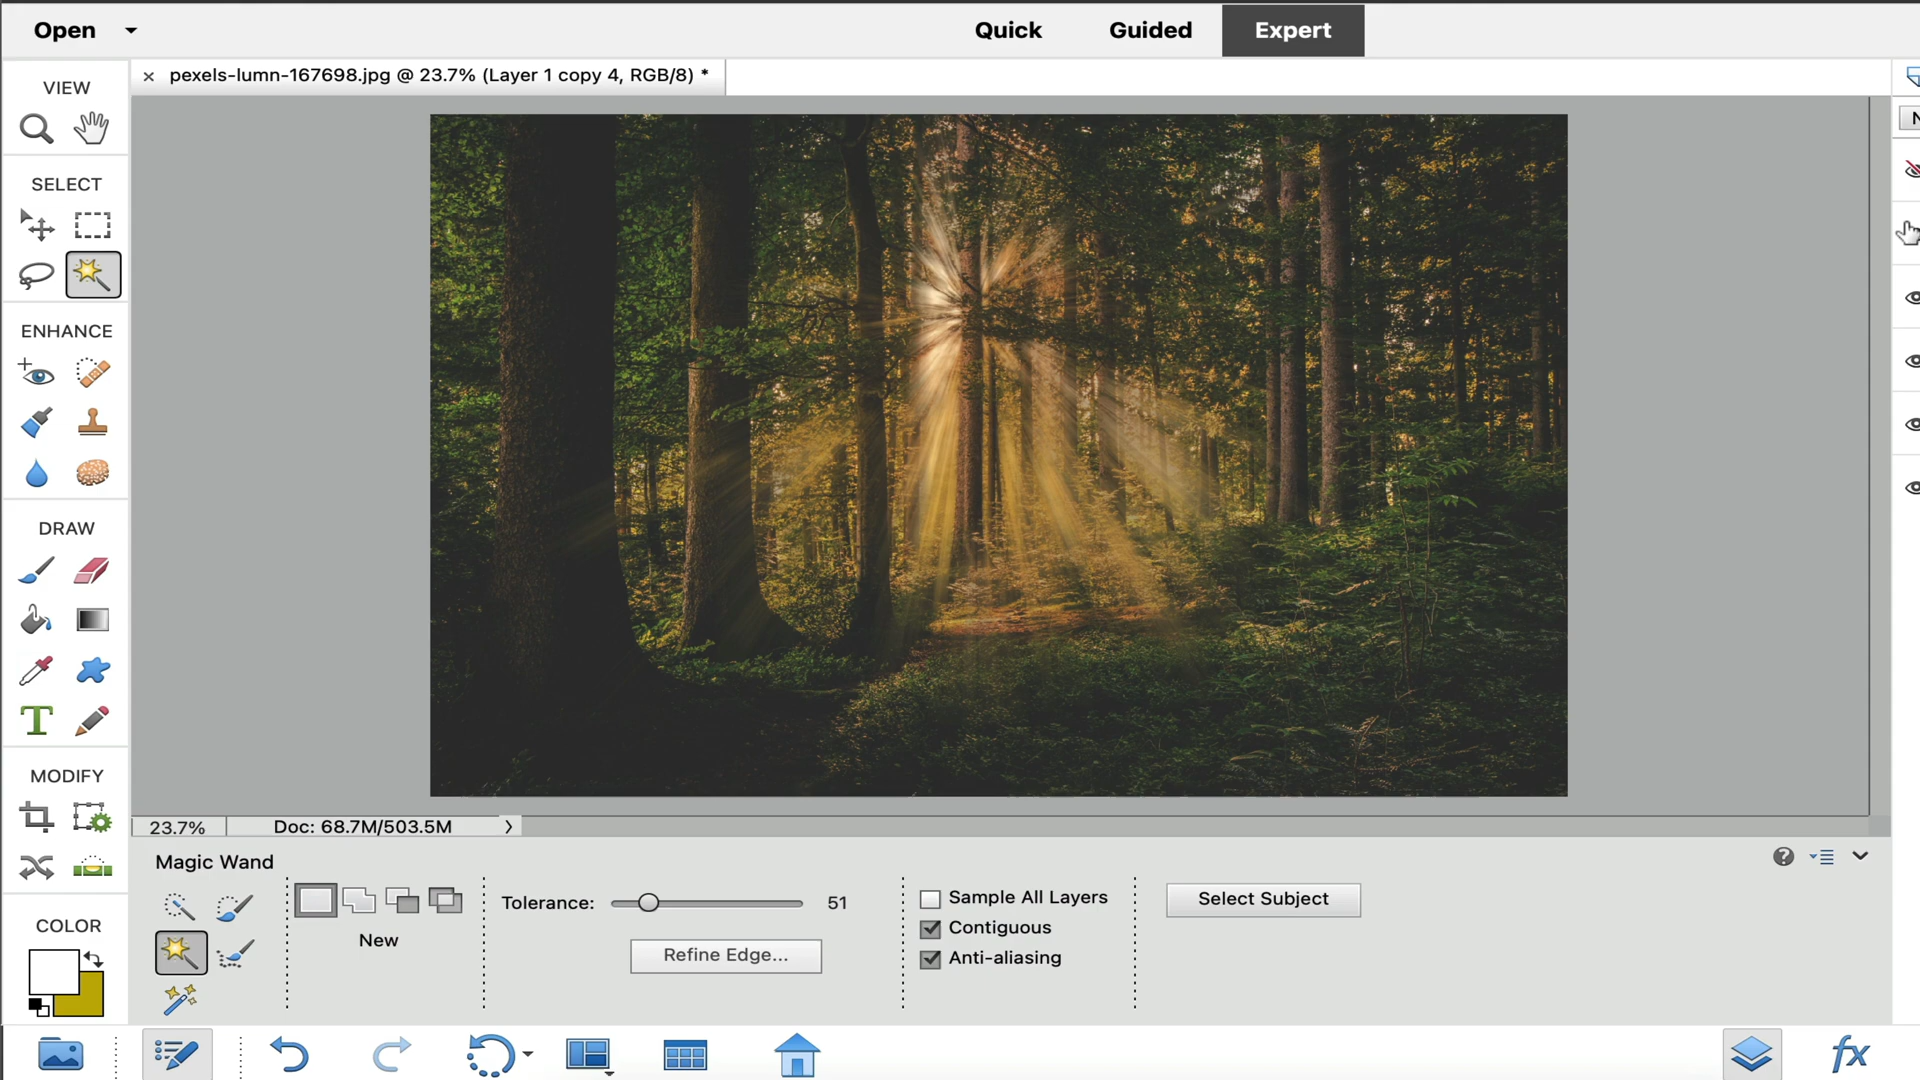 Open
Quick
Guided
Expert
VIEW
× pexels-lumn-167698.jpg @ 23.7% (Layer 1 copy 4, RGB/8) *
N
SELECT
ENHANCE
DRAW
T
MODIFY
23.7%
Doc: 68.7M/503.5M
Magic Wand
COLOR
New
Tolerance:
51
Refine Edge...
Sample All Layers
Contiguous
Anti-aliasing
Select Subject
?
fx